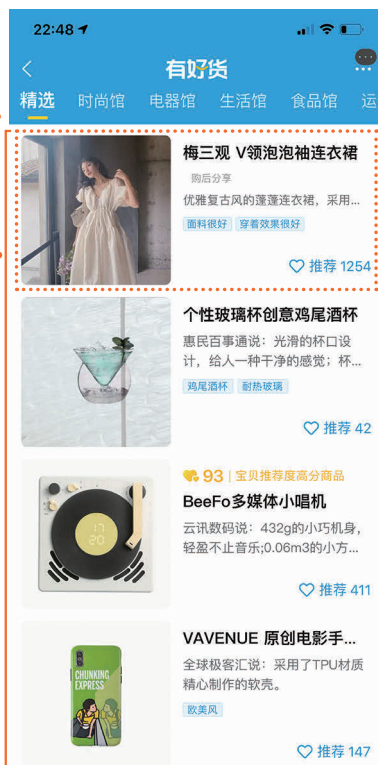 22:48
有好货
精选 时尚馆 电器馆 生活馆 食品馆 运
梅三观 V领泡泡袖连衣裙
购后分享
优雅复古风的蓬蓬连衣裙，采用...
面料很好 穿着效果很好
推荐 1254
个性玻璃杯创意鸡尾酒杯
惠民百事通说：光滑的杯口设
计，给人一种干净的感觉；杯...
鸡尾酒杯 耐热玻璃
推荐 42
93 | 宝贝推荐度高分商品
BeeFo多媒体小唱机
云讯数码说：432g的小巧机身，
轻盈不止音乐;0.06m3的小方...
17
20
推荐 411
VAVENUE 原创电影手...
全球极客汇说：采用了TPU材质
精心制作的软壳。
CHUNKING
EXPRESS
欧美风
推荐 147